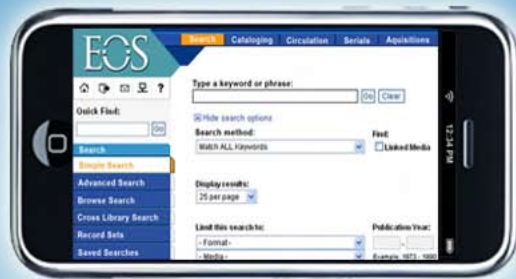 EOS
Search Cataloging Circulation Serials Aquisitions
?
Quick Find:
Go
Search
Simple Search
Advanced Search
Browse Search
Cross Library Search
Record Sets
Saved Searches
Type a keyword or phrase:
Go Clear
Hide search options
Search method: Find:
Match ALL Keywords Linked Media
Display results:
25 per page
Limit this search to: Publication Year:
- Format - -
- Media - Example: 1973 - 1990
12:34 PM